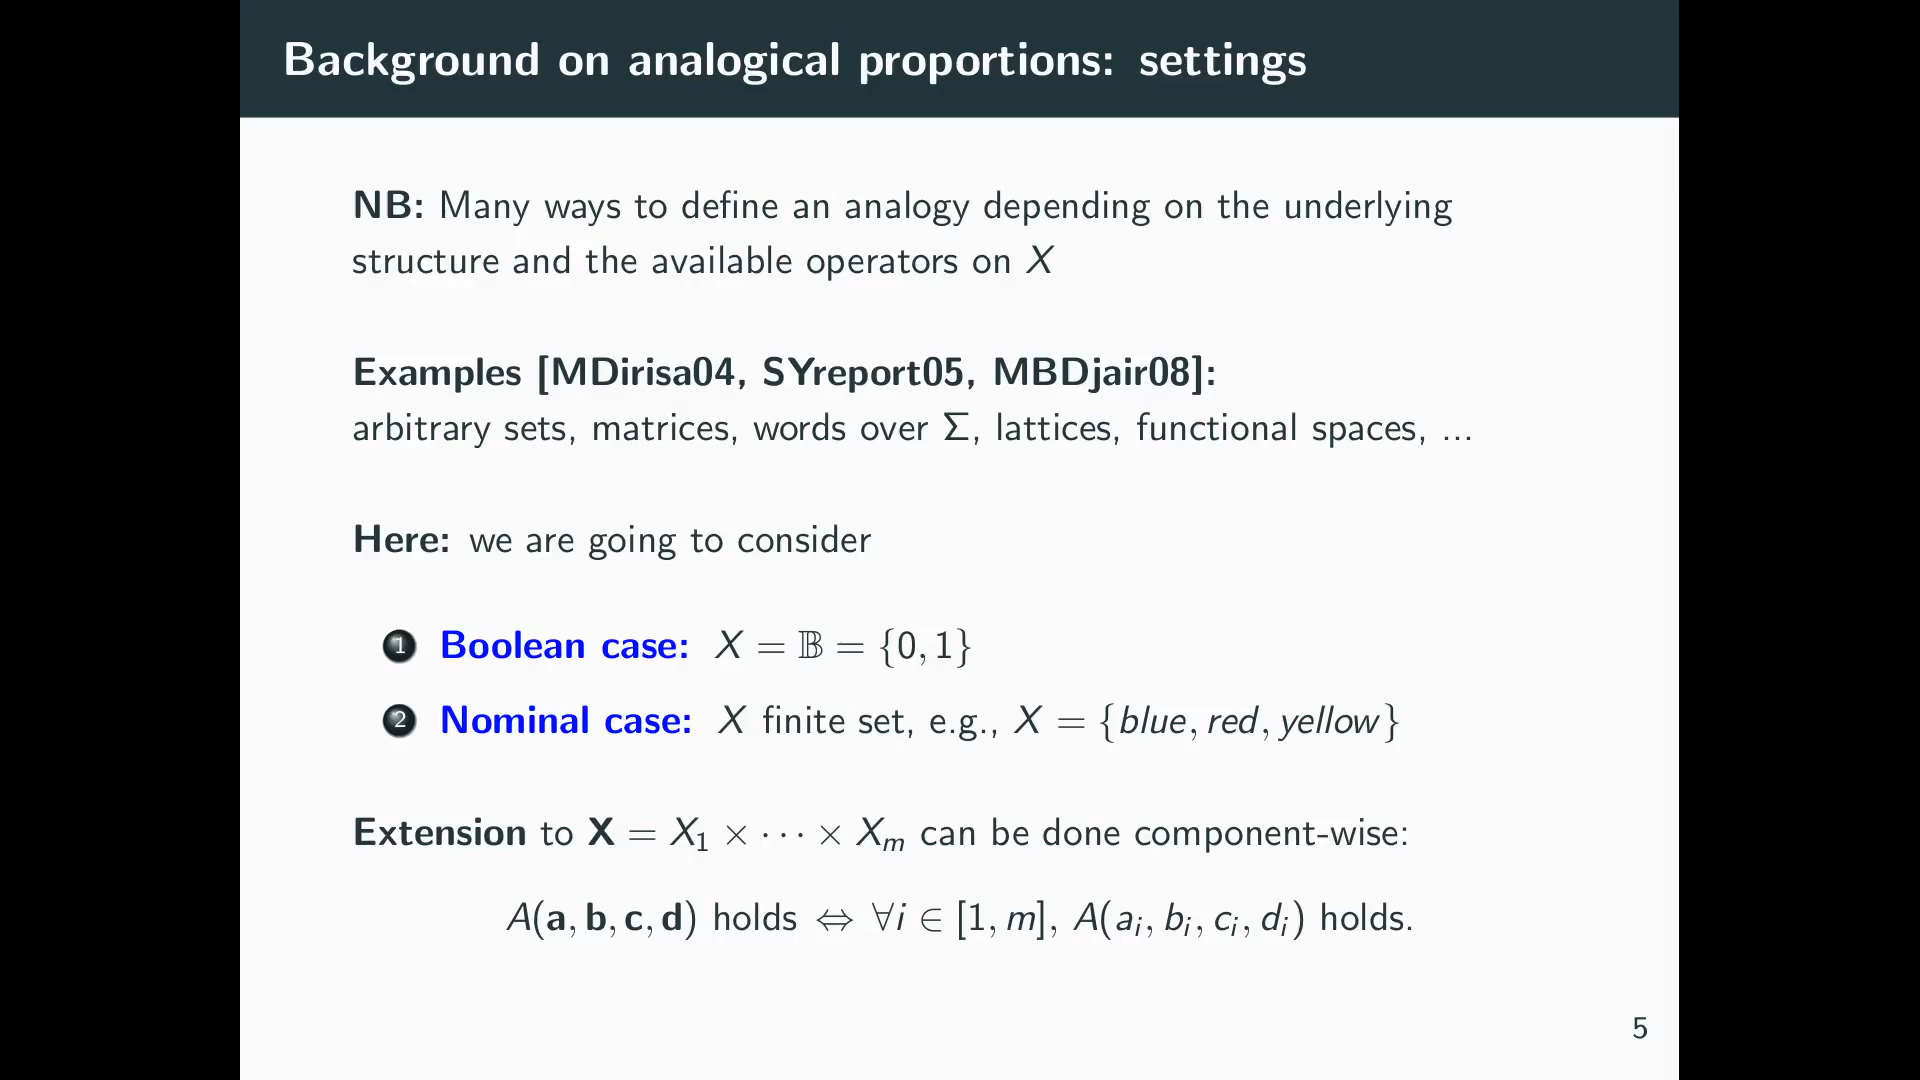 Background on analogical proportions: settings
NB: Many ways to define an analogy depending on the underlying
structure and the available operators on X
Examples [MDirisa04, SYreport05, MBDjair08]:
arbitrary sets, matrices, words over Σ, lattices, functional spaces, ...
Here: we are going to consider
1 Boolean case: X = 𝔹 = {0, 1}
2 Nominal case: X finite set, e.g., X = {blue, red, yellow}
Extension to X = X₁ × ⋯ × Xₘ can be done component-wise:
A(a, b, c, d) holds ⇔ ∀i ∈ [1, m], A(aᵢ, bᵢ, cᵢ, dᵢ) holds.
5